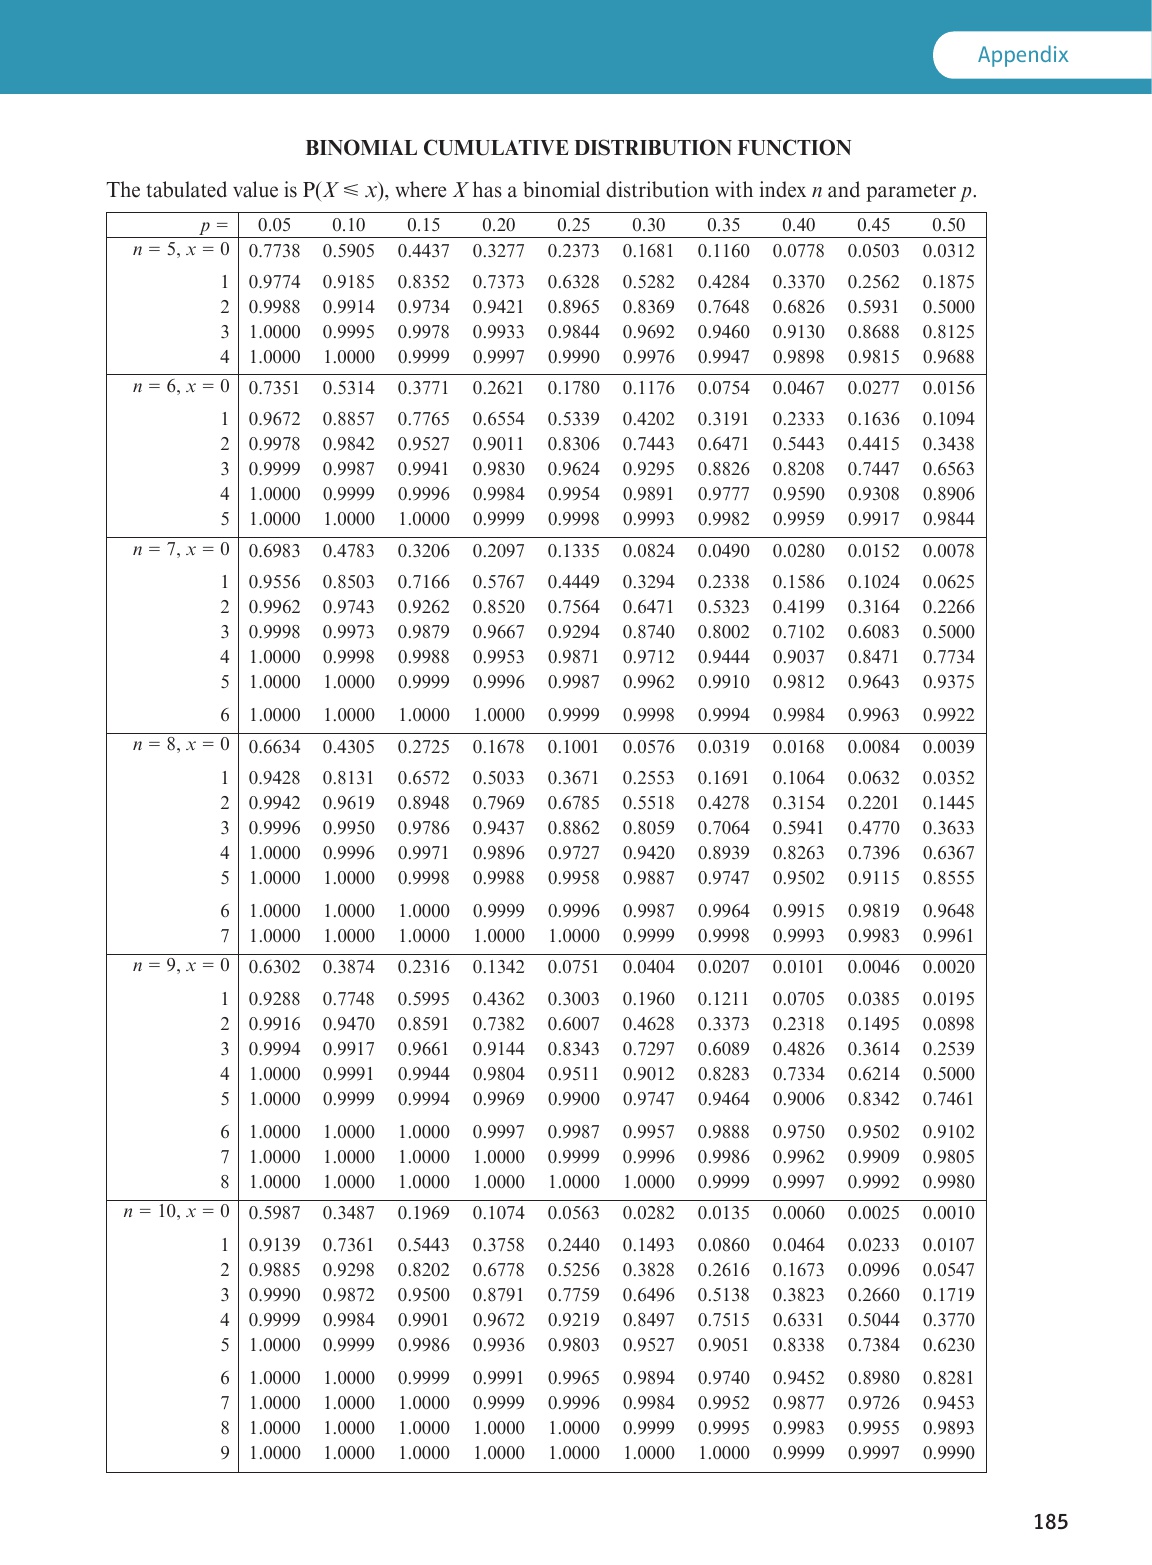 Appendix
BINOMIAL CUMULATIVE DISTRIBUTION FUNCTION
The tabulated value is P(X ⩽ x), where X has a binomial distribution with index n and parameter p.
p = 0.05 0.10 0.15 0.20 0.25 0.30 0.35 0.40 0.45 0.50
n = 5, x = 0 0.7738 0.5905 0.4437 0.3277 0.2373 0.1681 0.1160 0.0778 0.0503 0.0312
1 0.9774 0.9185 0.8352 0.7373 0.6328 0.5282 0.4284 0.3370 0.2562 0.1875
2 0.9988 0.9914 0.9734 0.9421 0.8965 0.8369 0.7648 0.6826 0.5931 0.5000
3 1.0000 0.9995 0.9978 0.9933 0.9844 0.9692 0.9460 0.9130 0.8688 0.8125
4 1.0000 1.0000 0.9999 0.9997 0.9990 0.9976 0.9947 0.9898 0.9815 0.9688
n = 6, x = 0 0.7351 0.5314 0.3771 0.2621 0.1780 0.1176 0.0754 0.0467 0.0277 0.0156
1 0.9672 0.8857 0.7765 0.6554 0.5339 0.4202 0.3191 0.2333 0.1636 0.1094
2 0.9978 0.9842 0.9527 0.9011 0.8306 0.7443 0.6471 0.5443 0.4415 0.3438
3 0.9999 0.9987 0.9941 0.9830 0.9624 0.9295 0.8826 0.8208 0.7447 0.6563
4 1.0000 0.9999 0.9996 0.9984 0.9954 0.9891 0.9777 0.9590 0.9308 0.8906
5 1.0000 1.0000 1.0000 0.9999 0.9998 0.9993 0.9982 0.9959 0.9917 0.9844
n = 7, x = 0 0.6983 0.4783 0.3206 0.2097 0.1335 0.0824 0.0490 0.0280 0.0152 0.0078
1 0.9556 0.8503 0.7166 0.5767 0.4449 0.3294 0.2338 0.1586 0.1024 0.0625
2 0.9962 0.9743 0.9262 0.8520 0.7564 0.6471 0.5323 0.4199 0.3164 0.2266
3 0.9998 0.9973 0.9879 0.9667 0.9294 0.8740 0.8002 0.7102 0.6083 0.5000
4 1.0000 0.9998 0.9988 0.9953 0.9871 0.9712 0.9444 0.9037 0.8471 0.7734
5 1.0000 1.0000 0.9999 0.9996 0.9987 0.9962 0.9910 0.9812 0.9643 0.9375
6 1.0000 1.0000 1.0000 1.0000 0.9999 0.9998 0.9994 0.9984 0.9963 0.9922
n = 8, x = 0 0.6634 0.4305 0.2725 0.1678 0.1001 0.0576 0.0319 0.0168 0.0084 0.0039
1 0.9428 0.8131 0.6572 0.5033 0.3671 0.2553 0.1691 0.1064 0.0632 0.0352
2 0.9942 0.9619 0.8948 0.7969 0.6785 0.5518 0.4278 0.3154 0.2201 0.1445
3 0.9996 0.9950 0.9786 0.9437 0.8862 0.8059 0.7064 0.5941 0.4770 0.3633
4 1.0000 0.9996 0.9971 0.9896 0.9727 0.9420 0.8939 0.8263 0.7396 0.6367
5 1.0000 1.0000 0.9998 0.9988 0.9958 0.9887 0.9747 0.9502 0.9115 0.8555
6 1.0000 1.0000 1.0000 0.9999 0.9996 0.9987 0.9964 0.9915 0.9819 0.9648
7 1.0000 1.0000 1.0000 1.0000 1.0000 0.9999 0.9998 0.9993 0.9983 0.9961
n = 9, x = 0 0.6302 0.3874 0.2316 0.1342 0.0751 0.0404 0.0207 0.0101 0.0046 0.0020
1 0.9288 0.7748 0.5995 0.4362 0.3003 0.1960 0.1211 0.0705 0.0385 0.0195
2 0.9916 0.9470 0.8591 0.7382 0.6007 0.4628 0.3373 0.2318 0.1495 0.0898
3 0.9994 0.9917 0.9661 0.9144 0.8343 0.7297 0.6089 0.4826 0.3614 0.2539
4 1.0000 0.9991 0.9944 0.9804 0.9511 0.9012 0.8283 0.7334 0.6214 0.5000
5 1.0000 0.9999 0.9994 0.9969 0.9900 0.9747 0.9464 0.9006 0.8342 0.7461
6 1.0000 1.0000 1.0000 0.9997 0.9987 0.9957 0.9888 0.9750 0.9502 0.9102
7 1.0000 1.0000 1.0000 1.0000 0.9999 0.9996 0.9986 0.9962 0.9909 0.9805
8 1.0000 1.0000 1.0000 1.0000 1.0000 1.0000 0.9999 0.9997 0.9992 0.9980
n = 10, x = 0 0.5987 0.3487 0.1969 0.1074 0.0563 0.0282 0.0135 0.0060 0.0025 0.0010
1 0.9139 0.7361 0.5443 0.3758 0.2440 0.1493 0.0860 0.0464 0.0233 0.0107
2 0.9885 0.9298 0.8202 0.6778 0.5256 0.3828 0.2616 0.1673 0.0996 0.0547
3 0.9990 0.9872 0.9500 0.8791 0.7759 0.6496 0.5138 0.3823 0.2660 0.1719
4 0.9999 0.9984 0.9901 0.9672 0.9219 0.8497 0.7515 0.6331 0.5044 0.3770
5 1.0000 0.9999 0.9986 0.9936 0.9803 0.9527 0.9051 0.8338 0.7384 0.6230
6 1.0000 1.0000 0.9999 0.9991 0.9965 0.9894 0.9740 0.9452 0.8980 0.8281
7 1.0000 1.0000 1.0000 0.9999 0.9996 0.9984 0.9952 0.9877 0.9726 0.9453
8 1.0000 1.0000 1.0000 1.0000 1.0000 0.9999 0.9995 0.9983 0.9955 0.9893
9 1.0000 1.0000 1.0000 1.0000 1.0000 1.0000 1.0000 0.9999 0.9997 0.9990
185